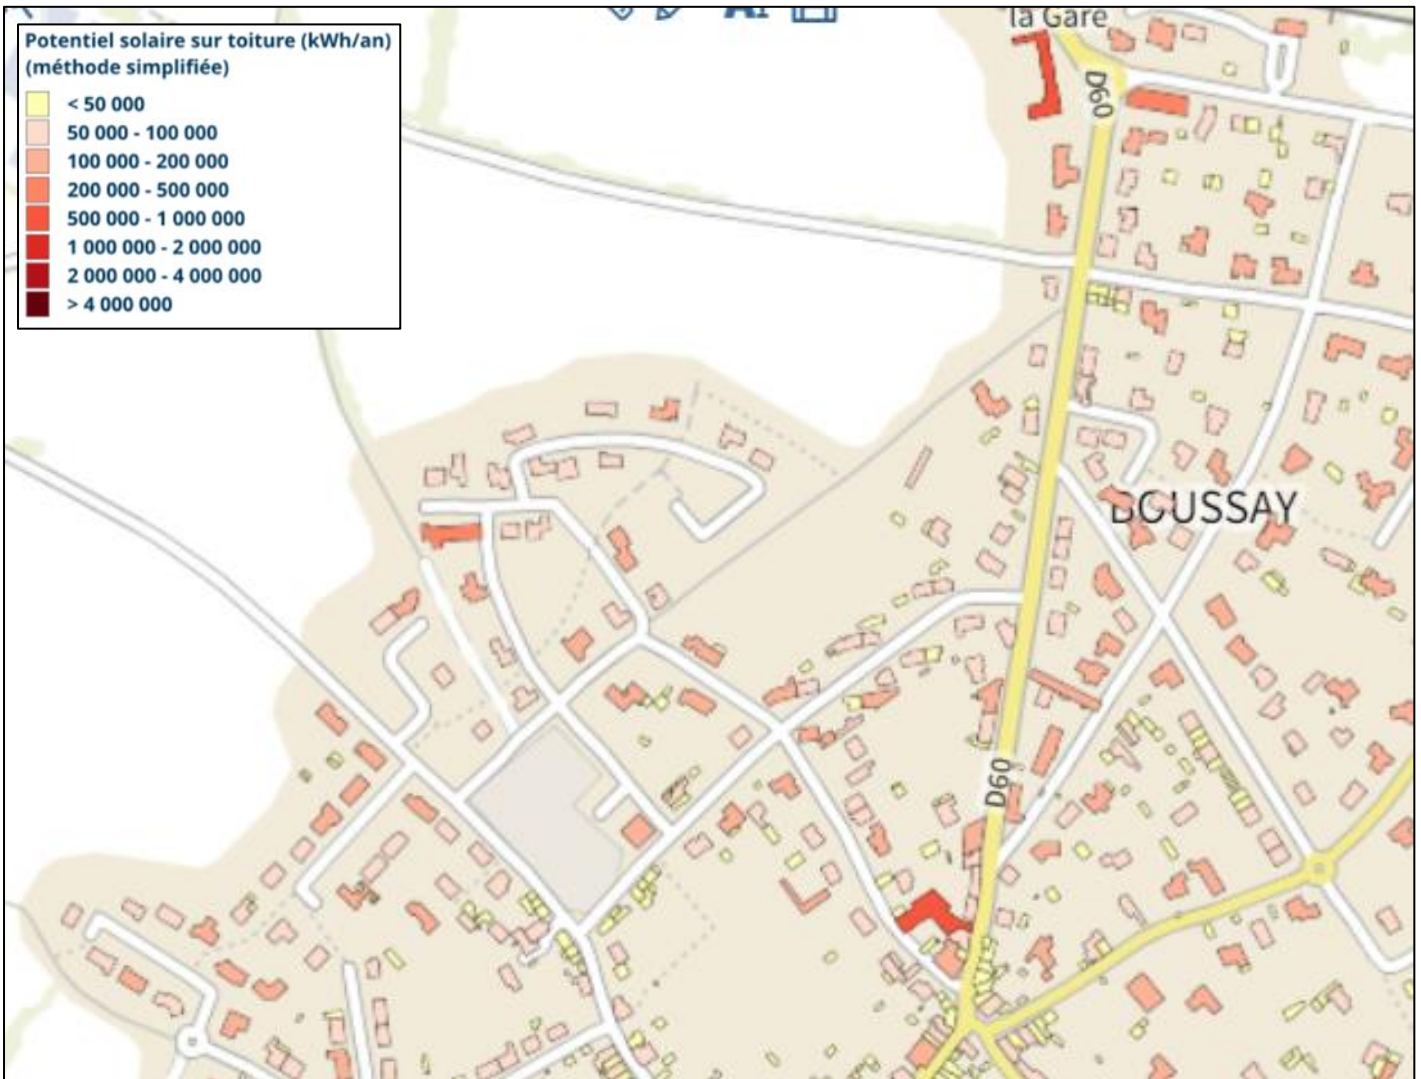 Potentiel solaire sur toiture (kWh/an)
(méthode simplifiée)
< 50 000
50 000 - 100 000
100 000 - 200 000
200 000 - 500 000
500 000 - 1 000 000
1 000 000 - 2 000 000
2 000 000 - 4 000 000
> 4 000 000
la Gare
D60
BOUSSAY
D60